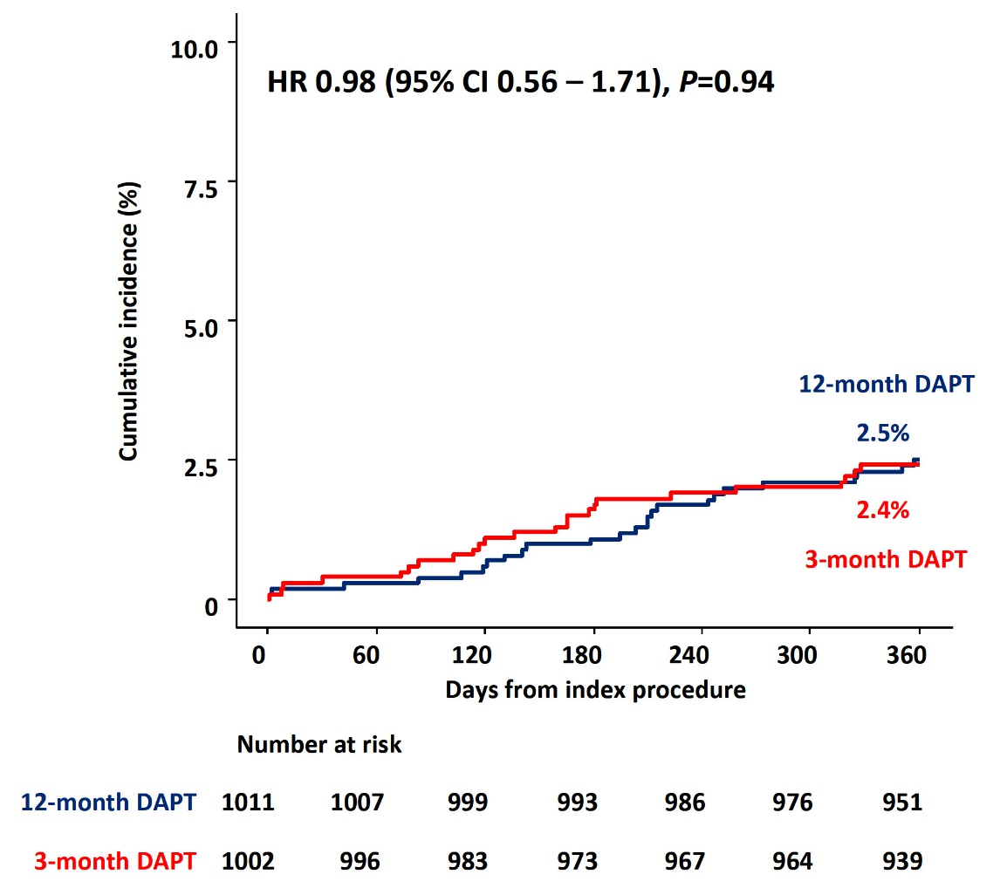 10.0
HR 0.98 (95% CI 0.56 – 1.71), P=0.94
7.5
Cumulative incidence (%)
5.0
12-month DAPT
2.5%
2.5
2.4%
3-month DAPT
0
0 60 120 180 240 300 360
Days from index procedure
Number at risk
12-month DAPT 1011 1007 999 993 986 976 951
3-month DAPT 1002 996 983 973 967 964 939